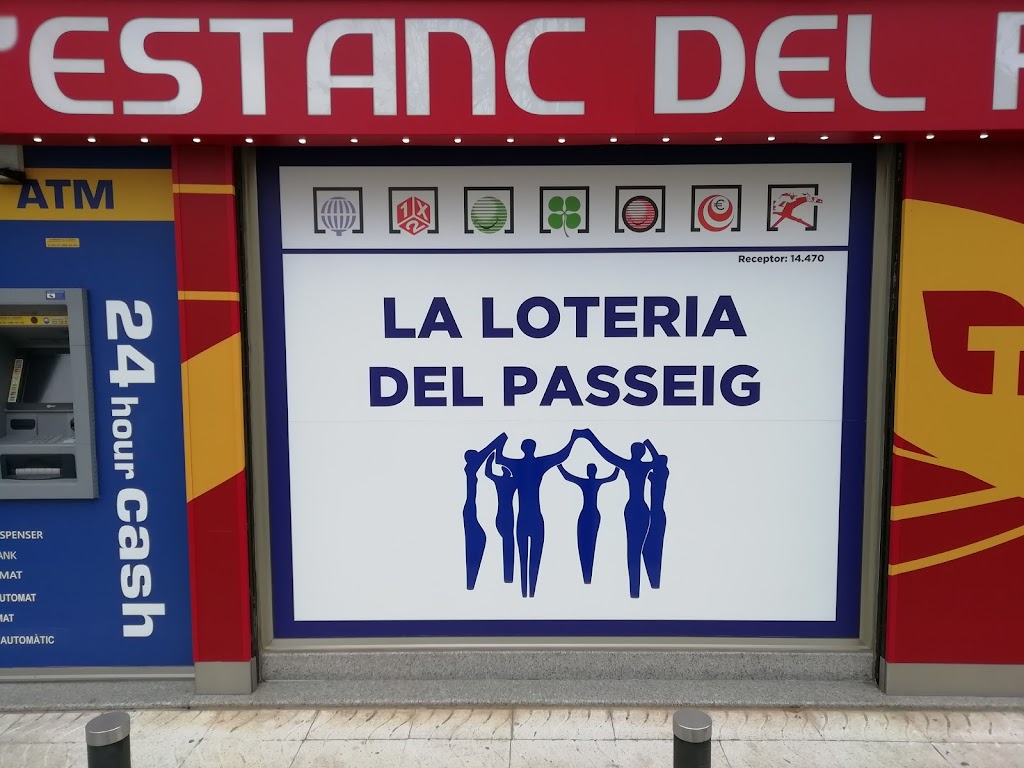 'ESTANC DEL
ATM
24 hour cash
SPENSER
ANK
MAT
UTOMAT
MAT
AUTOMÀTIC
1X2
€
Receptor: 14.470
LA LOTERIA
DEL PASSEIG
T